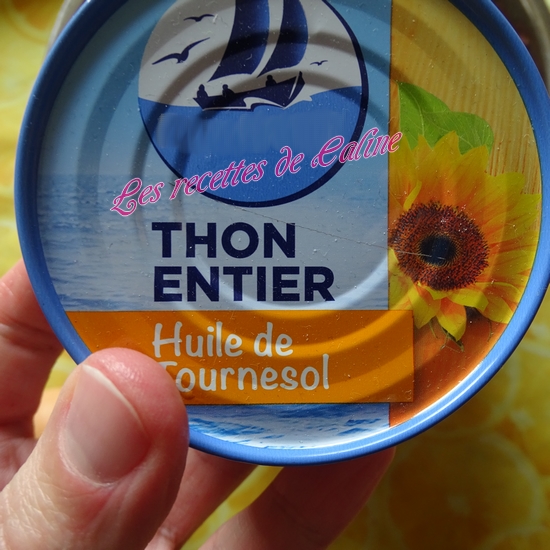 Les recettes de Caline
THON
ENTIER
Huile de
Tournesol